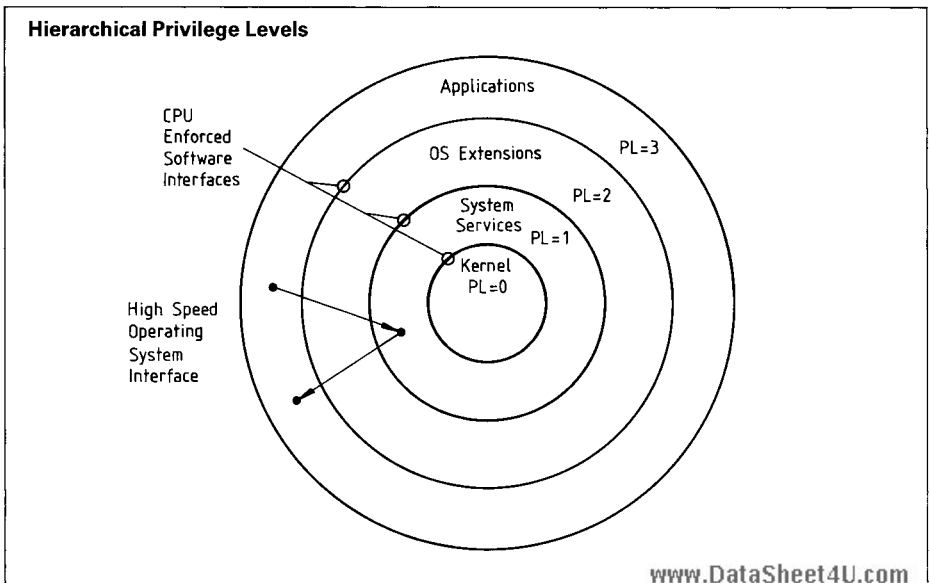 Hierarchical Privilege Levels
Applications
CPU
Enforced
Software
Interfaces
OS Extensions
PL=3
PL=2
System
Services
PL=1
Kernel
PL=0
High Speed
Operating
System
Interface
www.DataSheet4U.com